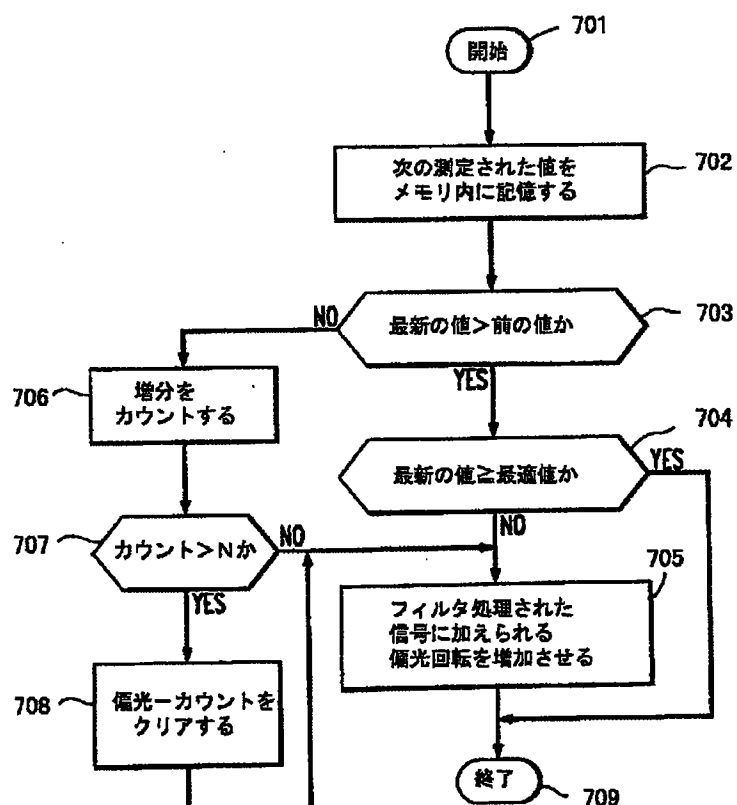 701
開始
次の測定された値を
メモリ内に記憶する
702
最新の値>前の値か
703
NO
YES
増分を
カウントする
706
最新の値≧最適値か
704
YES
NO
カウント>Nか
707
NO
YES
フィルタ処理された
信号に加えられる
偏光回転を増加させる
705
偏光ーカウントを
クリアする
708
終了
709